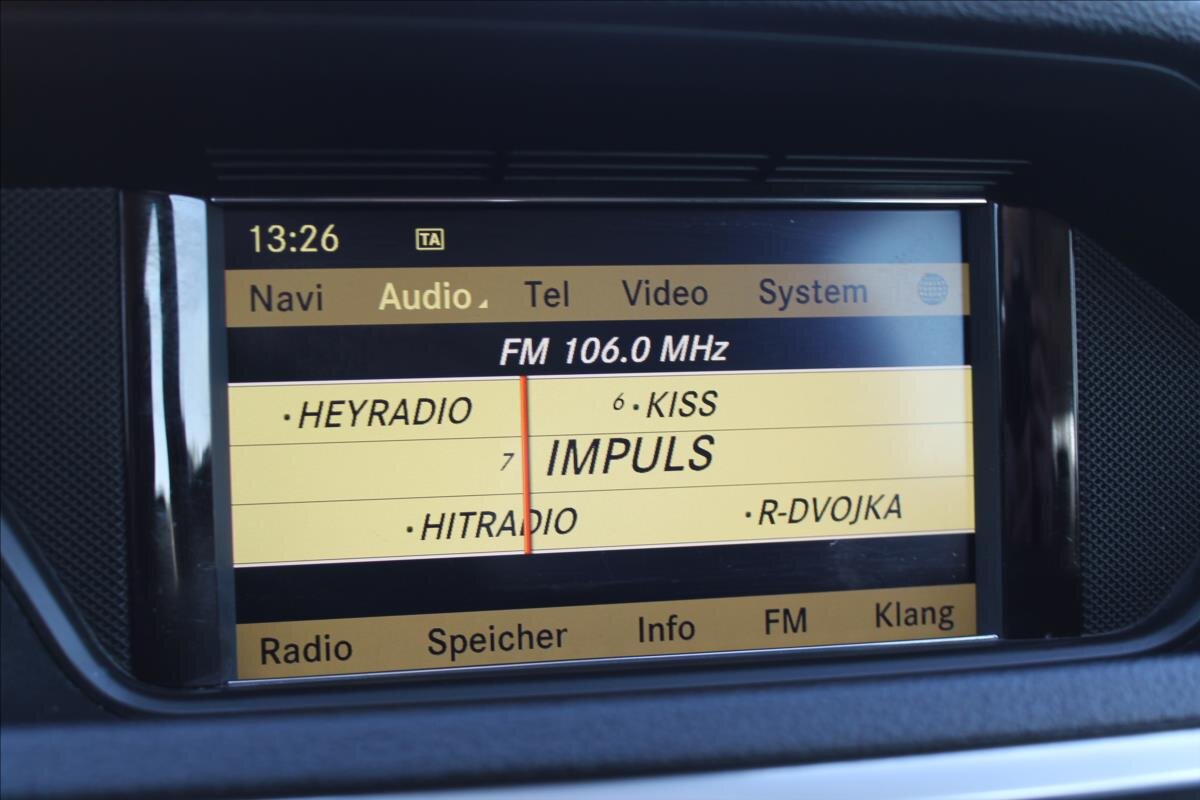 13:26 TA
Navi Audio Tel Video System
FM 106.0 MHz
·HEYRADIO 6·KISS
7 IMPULS
·HITRADIO ·R-DVOJKA
Radio Speicher Info FM Klang